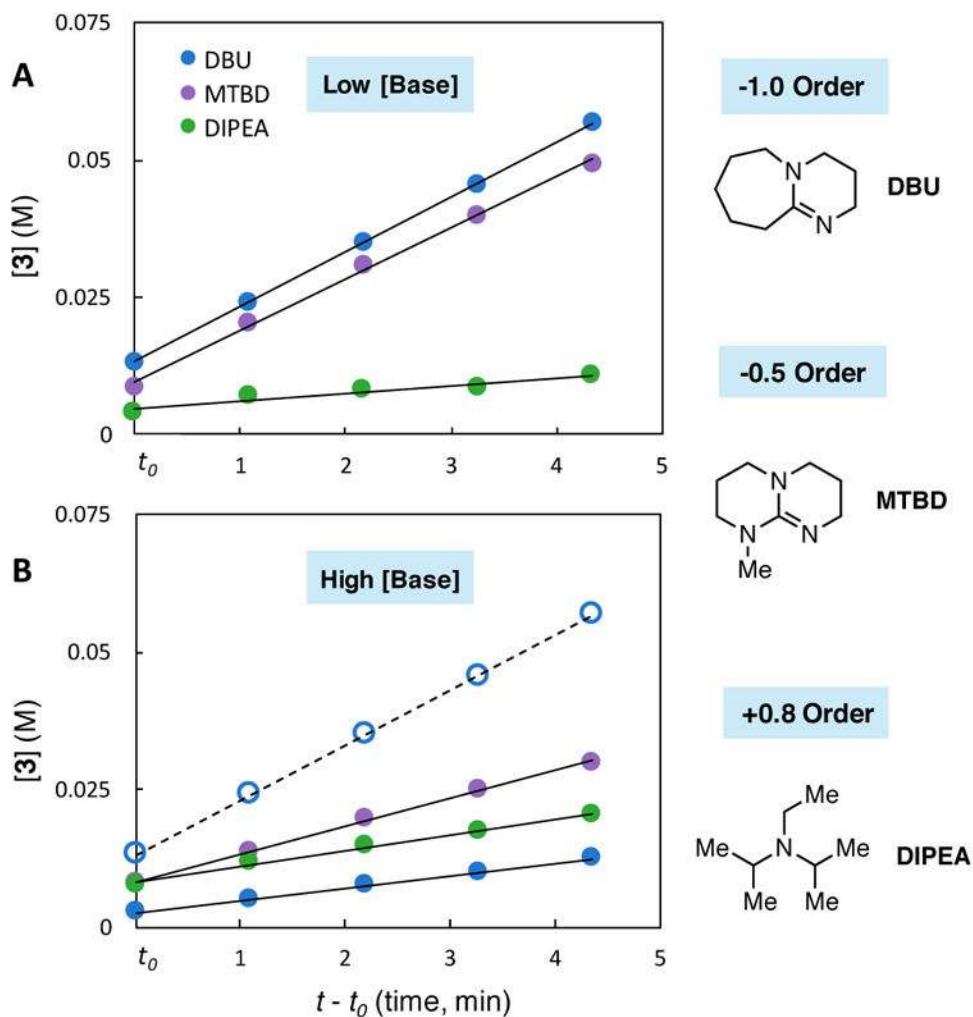 A
0.075
0.05
0.025
0
[3] (M)
DBU
MTBD
DIPEA
Low [Base]
t0
1
2
3
4
5
-1.0 Order
N
N
DBU
-0.5 Order
N
N
N
Me
MTBD
B
0.075
0.05
0.025
0
[3] (M)
High [Base]
t0
1
2
3
4
5
t - t0 (time, min)
+0.8 Order
Me
Me
N
Me
Me
Me
DIPEA